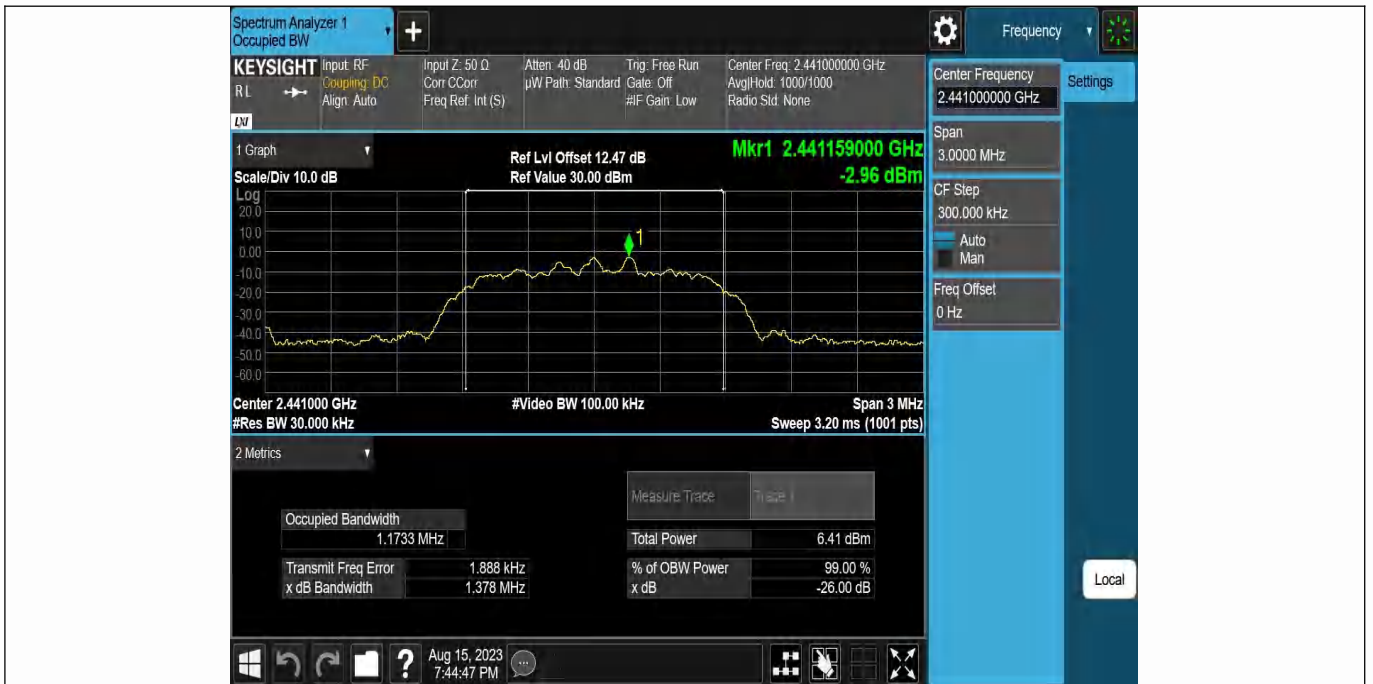 Spectrum Analyzer 1
Occupied BW
+
Frequency
KEYSIGHT
RL
LXI
Input: RF
Coupling: DC
Align: Auto
Input Z: 50 Ω
Corr CCorr
Freq Ref: Int (S)
Atten: 40 dB
µW Path: Standard
Trig: Free Run
Gate: Off
#IF Gain: Low
Center Freq: 2.441000000 GHz
Avg|Hold: 1000/1000
Radio Std: None
Center Frequency
2.441000000 GHz
Settings
Span
3.0000 MHz
CF Step
300.000 kHz
Auto
Man
Freq Offset
0 Hz
Local
1 Graph
Scale/Div 10.0 dB
Ref Lvl Offset 12.47 dB
Ref Value 30.00 dBm
Mkr1 2.441159000 GHz
-2.96 dBm
Log
20.0
10.0
0.00
-10.0
-20.0
-30.0
-40.0
-50.0
-60.0
1
Center 2.441000 GHz
#Video BW 100.00 kHz
Span 3 MHz
#Res BW 30.000 kHz
Sweep 3.20 ms (1001 pts)
2 Metrics
Measure Trace
Trace 1
Occupied Bandwidth
1.1733 MHz
Total Power
6.41 dBm
Transmit Freq Error
1.888 kHz
% of OBW Power
99.00 %
x dB Bandwidth
1.378 MHz
x dB
-26.00 dB
?
Aug 15, 2023
7:44:47 PM